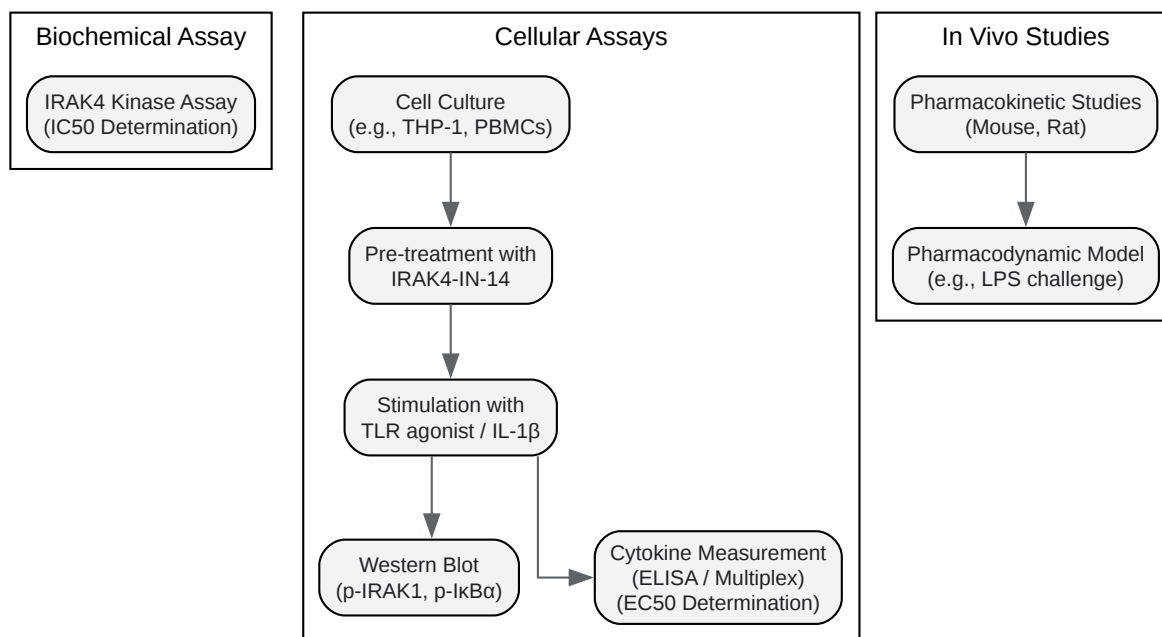 Biochemical Assay
IRAK4 Kinase Assay
(IC50 Determination)
Cellular Assays
Cell Culture
(e.g., THP-1, PBMCs)
Pre-treatment with
IRAK4-IN-14
Stimulation with
TLR agonist / IL-1β
Western Blot
(p-IRAK1, p-IκBα)
Cytokine Measurement
(ELISA / Multiplex)
(EC50 Determination)
In Vivo Studies
Pharmacokinetic Studies
(Mouse, Rat)
Pharmacodynamic Model
(e.g., LPS challenge)